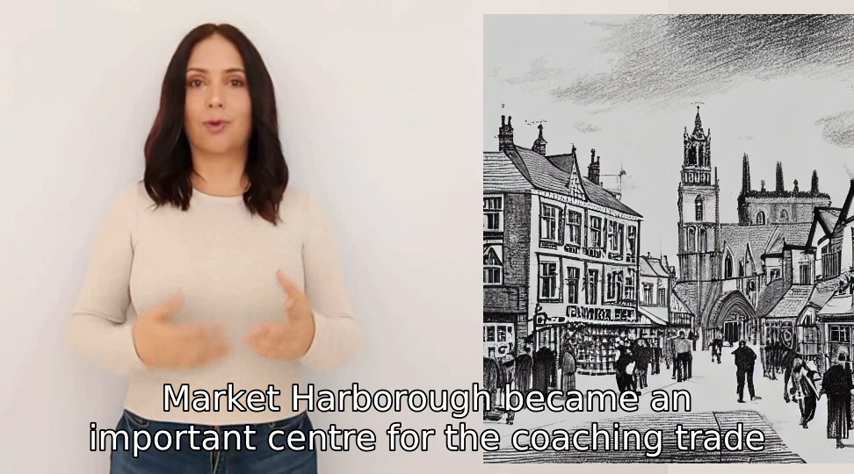 Market Harborough became an
important centre for the coaching trade